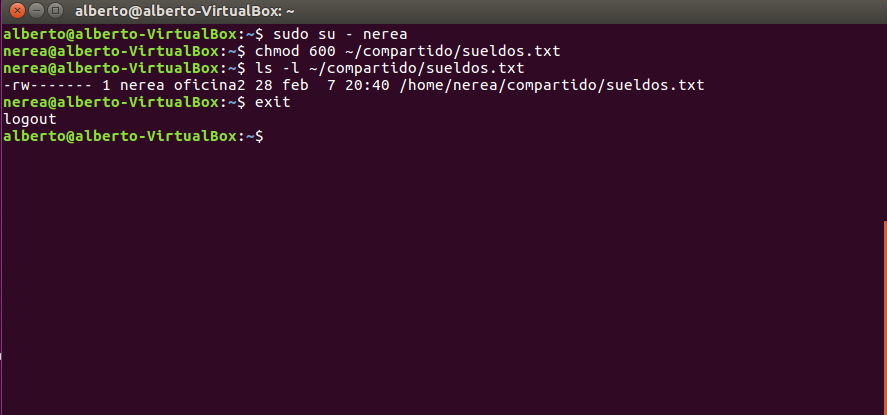 alberto@alberto-VirtualBox: ~
alberto@alberto-VirtualBox:~$ sudo su - nerea
nerea@alberto-VirtualBox:~$ chmod 600 ~/compartido/sueldos.txt
nerea@alberto-VirtualBox:~$ ls -l ~/compartido/sueldos.txt
-rw------- 1 nerea oficina2 28 feb  7 20:40 /home/nerea/compartido/sueldos.txt
nerea@alberto-VirtualBox:~$ exit
logout
alberto@alberto-VirtualBox:~$